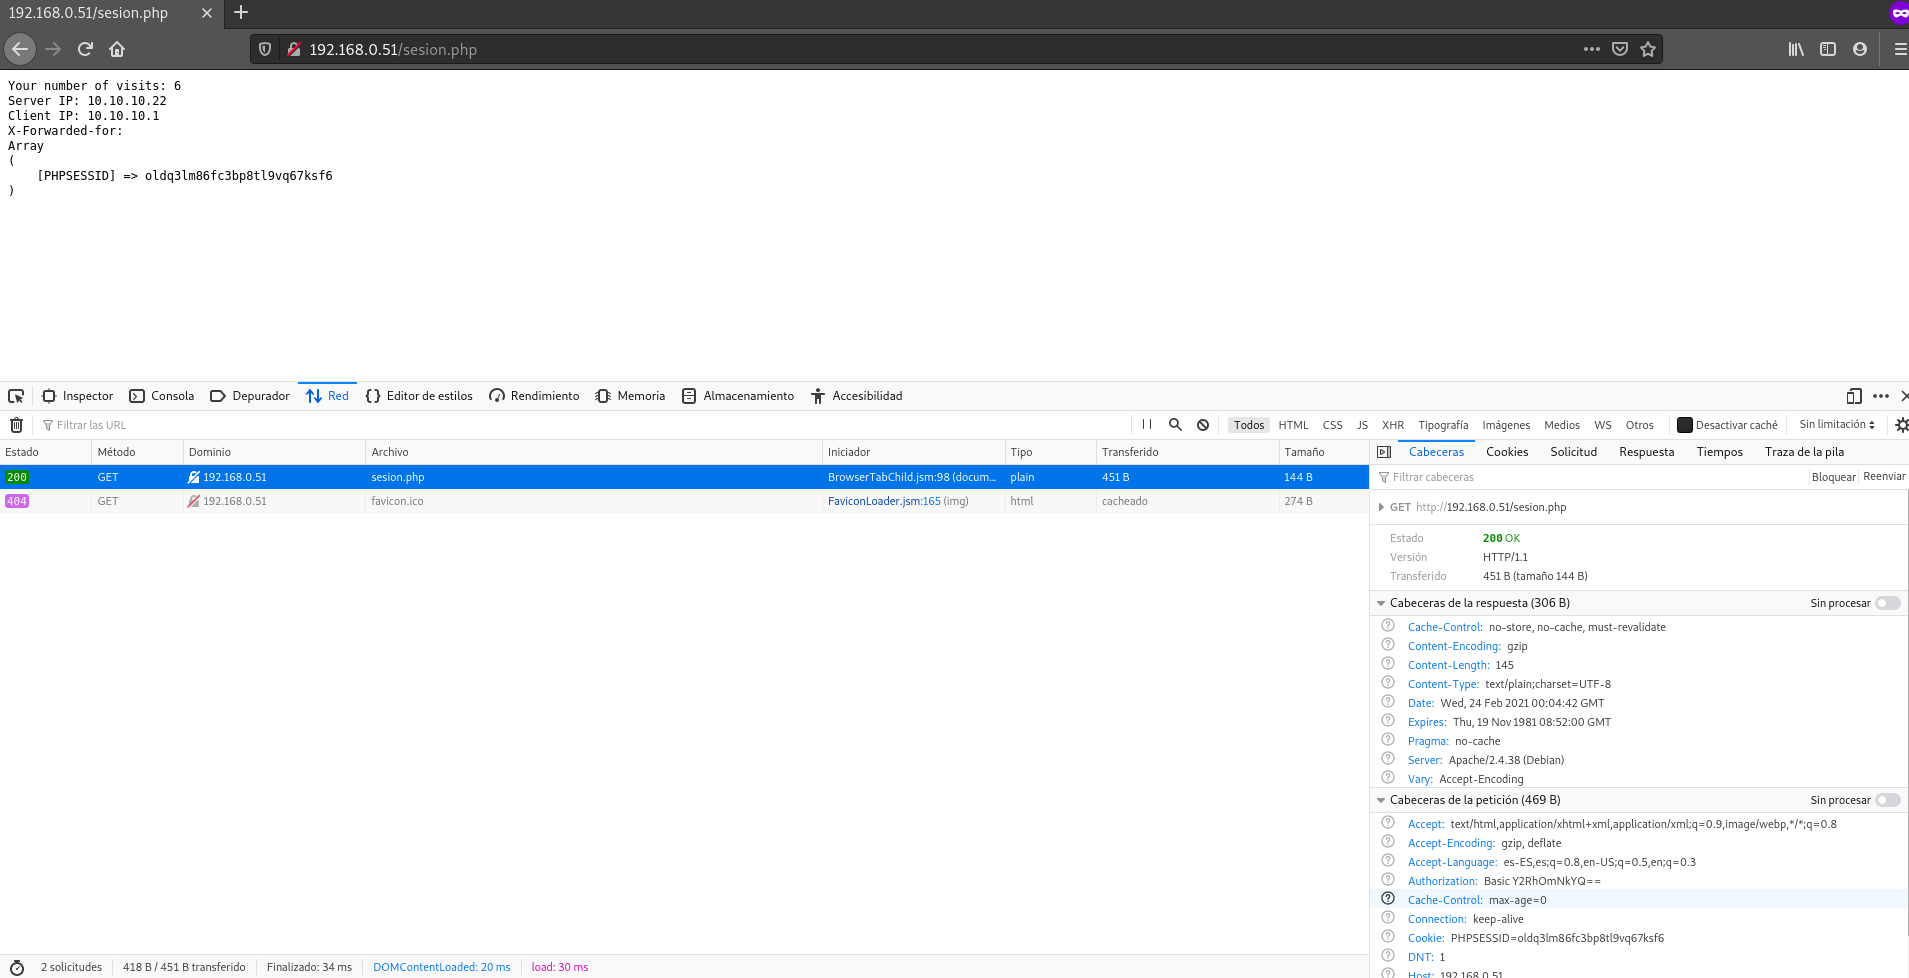 192.168.0.51/sesion.php
192.168.0.51/sesion.php
Your number of visits: 6
Server IP: 10.10.10.22
Client IP: 10.10.10.1
X-Forwarded-for:
Array
(
[PHPSESSID] => oldq3lm86fc3bp8tl9vq67ksf6
)
Inspector Consola Depurador Red Editor de estilos Rendimiento Memoria Almacenamiento Accesibilidad
Filtrar las URL Todos HTML CSS JS XHR Tipografía Imágenes Medios WS Otros Desactivar caché Sin limitación
Estado Método Dominio Archivo Iniciador Tipo Transferido Tamaño
200 GET 192.168.0.51 sesion.php BrowserTabChild.jsm:98 (docum... plain 451 B 144 B
404 GET 192.168.0.51 favicon.ico FaviconLoader.jsm:165 (img) html cacheado 274 B
Cabeceras Cookies Solicitud Respuesta Tiempos Traza de la pila
Filtrar cabeceras Bloquear Reenviar
GET http://192.168.0.51/sesion.php
Estado 200 OK
Versión HTTP/1.1
Transferido 451 B (tamaño 144 B)
Cabeceras de la respuesta (306 B) Sin procesar
Cache-Control: no-store, no-cache, must-revalidate
Content-Encoding: gzip
Content-Length: 145
Content-Type: text/plain;charset=UTF-8
Date: Wed, 24 Feb 2021 00:04:42 GMT
Expires: Thu, 19 Nov 1981 08:52:00 GMT
Pragma: no-cache
Server: Apache/2.4.38 (Debian)
Vary: Accept-Encoding
Cabeceras de la petición (469 B) Sin procesar
Accept: text/html,application/xhtml+xml,application/xml;q=0.9,image/webp,*/*;q=0.8
Accept-Encoding: gzip, deflate
Accept-Language: es-ES,es;q=0.8,en-US;q=0.5,en;q=0.3
Authorization: Basic Y2RhOmNkYQ==
Cache-Control: max-age=0
Connection: keep-alive
Cookie: PHPSESSID=oldq3lm86fc3bp8tl9vq67ksf6
DNT: 1
Host: 192.168.0.51
2 solicitudes 418 B / 451 B transferido Finalizado: 34 ms DOMContentLoaded: 20 ms load: 30 ms